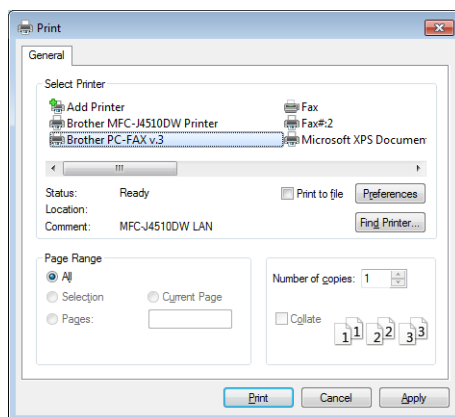 Print
General
Select Printer
Add Printer
Fax
Brother MFC-J4510DW Printer
Fax#:2
Brother PC-FAX v.3
Microsoft XPS Documen
Status: Ready
Print to file
Preferences
Location:
Comment: MFC-J4510DW LAN
Find Printer...
Page Range
All
Selection
Current Page
Pages:
Number of copies: 1
Collate
1 1 2 2 3 3
Print
Cancel
Apply